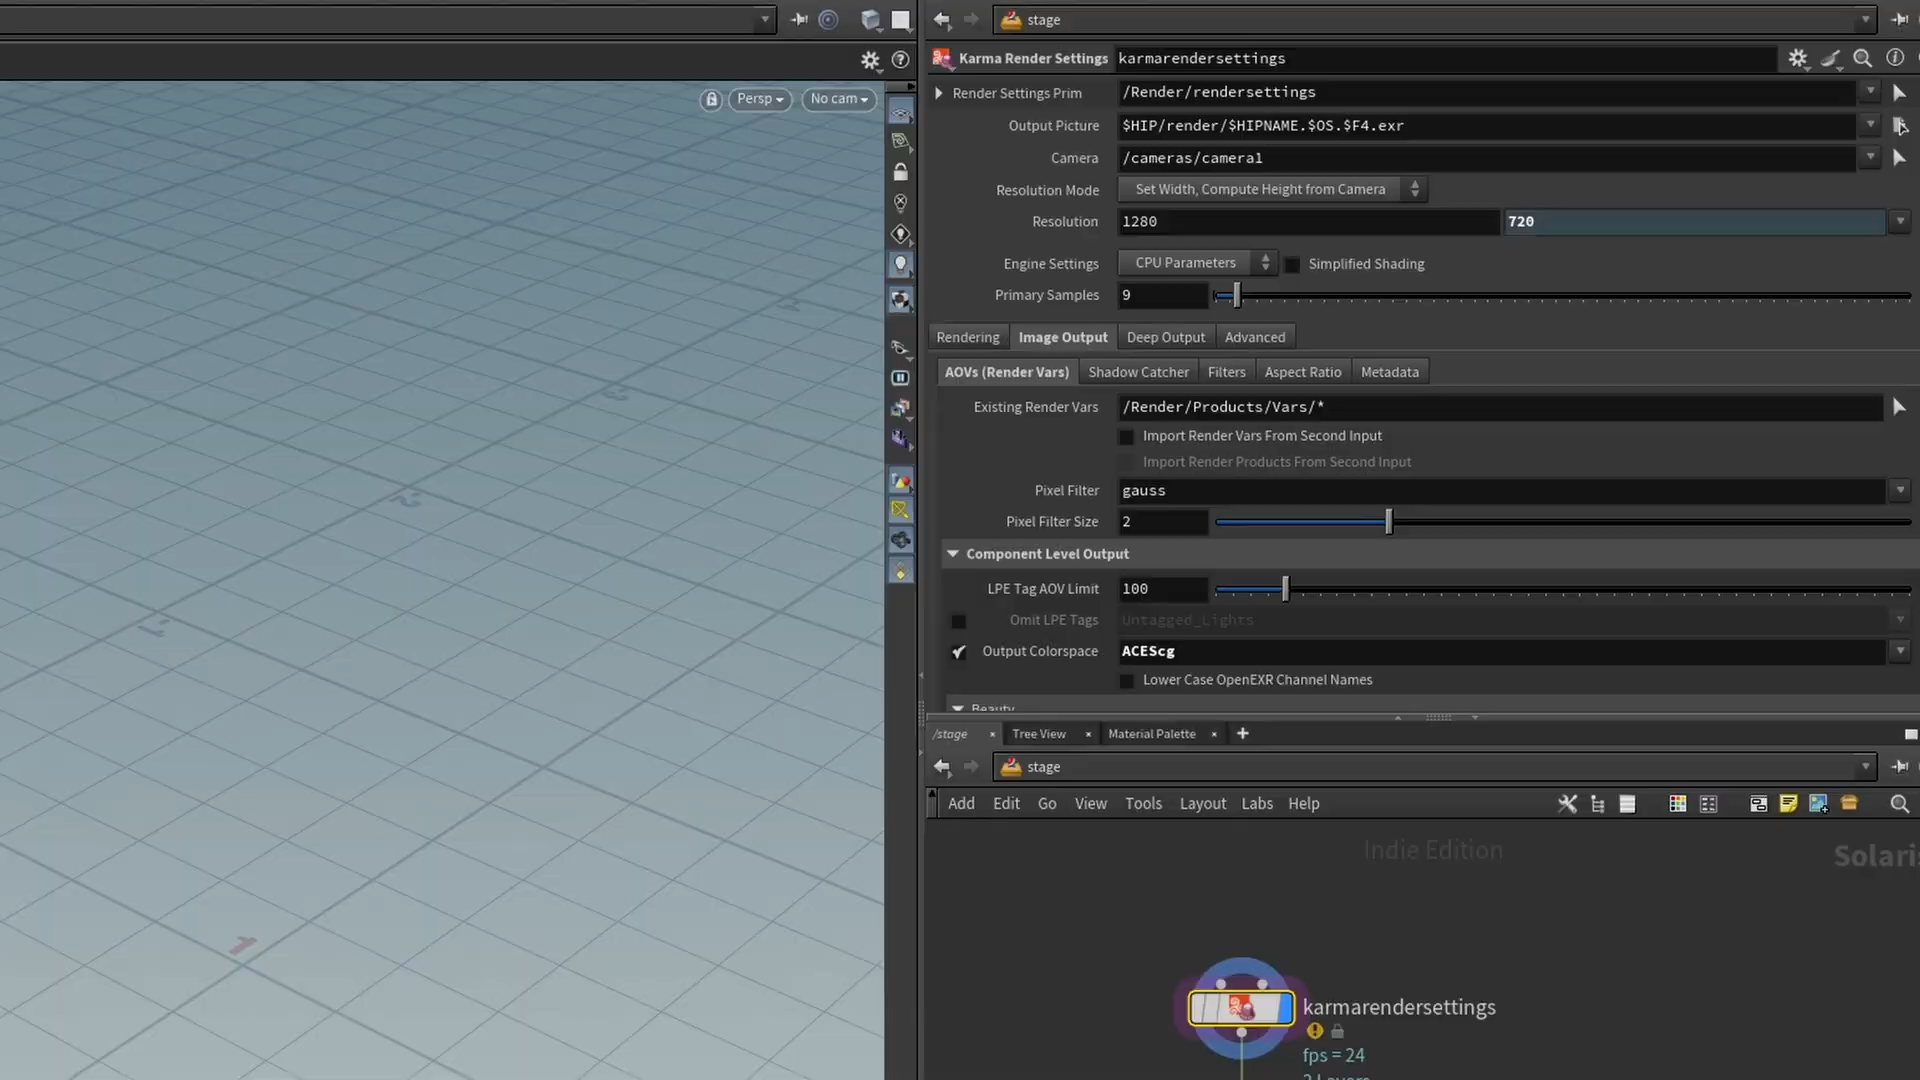 stage
Karma Render Settings karmarendersettings
Persp No cam
Render Settings Prim /Render/rendersettings
Output Picture $HIP/render/$HIPNAME.$OS.$F4.exr
Camera /cameras/camera1
Resolution Mode Set Width, Compute Height from Camera
Resolution 1280 720
Engine Settings CPU Parameters Simplified Shading
Primary Samples 9
Rendering Image Output Deep Output Advanced
AOVs (Render Vars) Shadow Catcher Filters Aspect Ratio Metadata
Existing Render Vars /Render/Products/Vars/*
Import Render Vars From Second Input
Import Render Products From Second Input
Pixel Filter gauss
Pixel Filter Size 2
Component Level Output
LPE Tag AOV Limit 100
Omit LPE Tags Untagged_Lights
Output Colorspace ACEScg
Lower Case OpenEXR Channel Names
Beauty
/stage Tree View Material Palette
stage
Add Edit Go View Tools Layout Labs Help
Indie Edition
Solaris
karmarendersettings
fps = 24